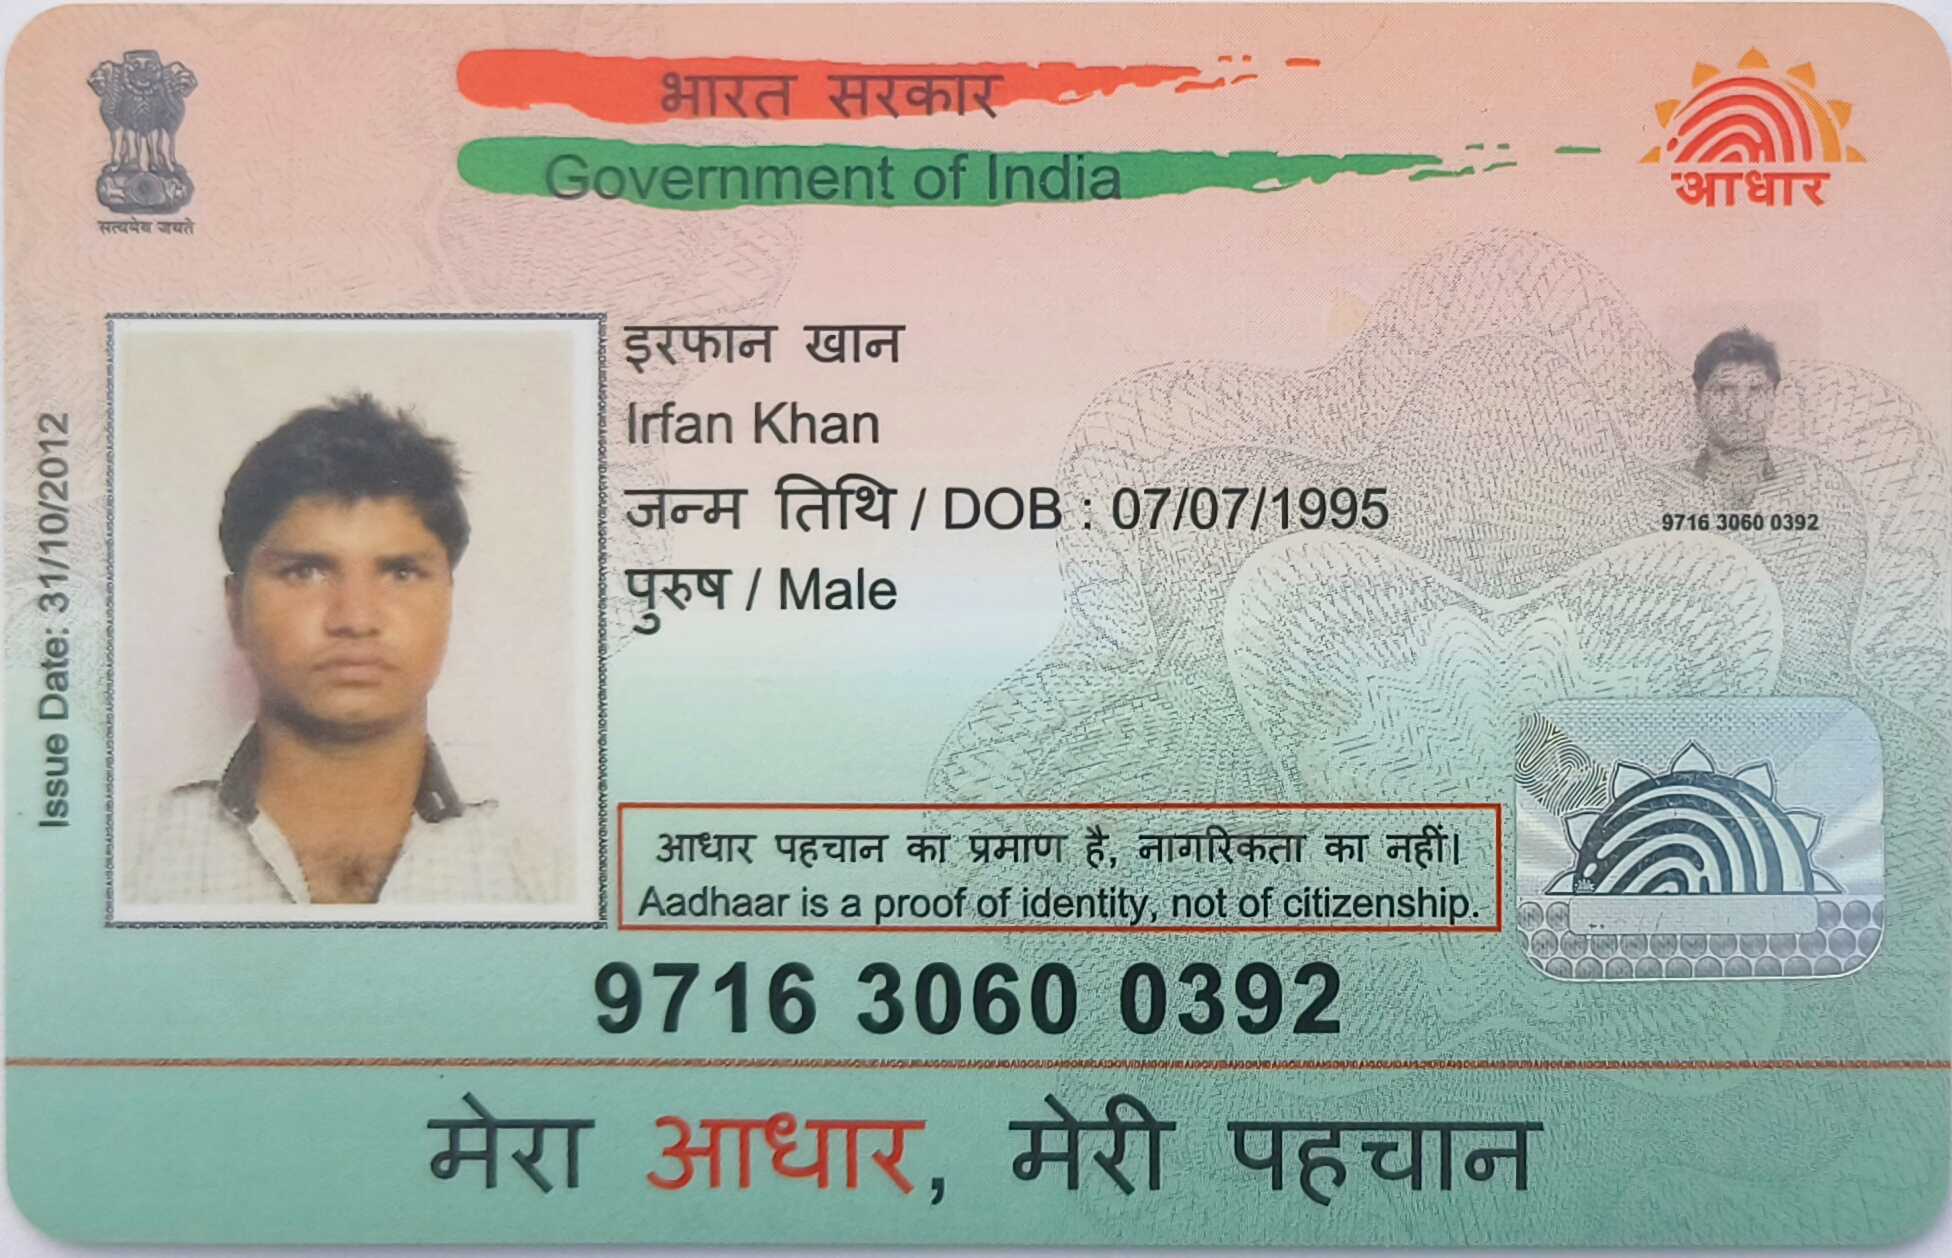 भारत सरकार
Government of India
सत्यमेव जयते
आधार
Issue Date: 31/10/2012
इरफान खान
Irfan Khan
जन्म तिथि / DOB : 07/07/1995
पुरुष / Male
9716 3060 0392
आधार पहचान का प्रमाण है, नागरिकता का नहीं।
Aadhaar is a proof of identity, not of citizenship.
9716 3060 0392
मेरा आधार, मेरी पहचान